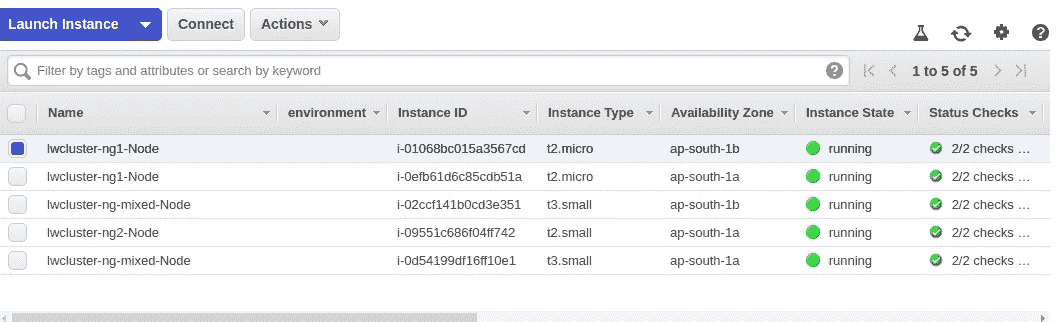 Launch Instance Connect Actions
Filter by tags and attributes or search by keyword ? 1 to 5 of 5 ?
Name environment Instance ID Instance Type Availability Zone Instance State Status Checks
lwcluster-ng1-Node i-01068bc015a3567cd t2.micro ap-south-1b running 2/2 checks ...
lwcluster-ng1-Node i-0efb61d6c85cdb51a t2.micro ap-south-1a running 2/2 checks ...
lwcluster-ng-mixed-Node i-02ccf141b0cd3e351 t3.small ap-south-1b running 2/2 checks ...
lwcluster-ng2-Node i-09551c686f04ff742 t2.small ap-south-1a running 2/2 checks ...
lwcluster-ng-mixed-Node i-0d54199df16ff10e1 t3.small ap-south-1a running 2/2 checks ...